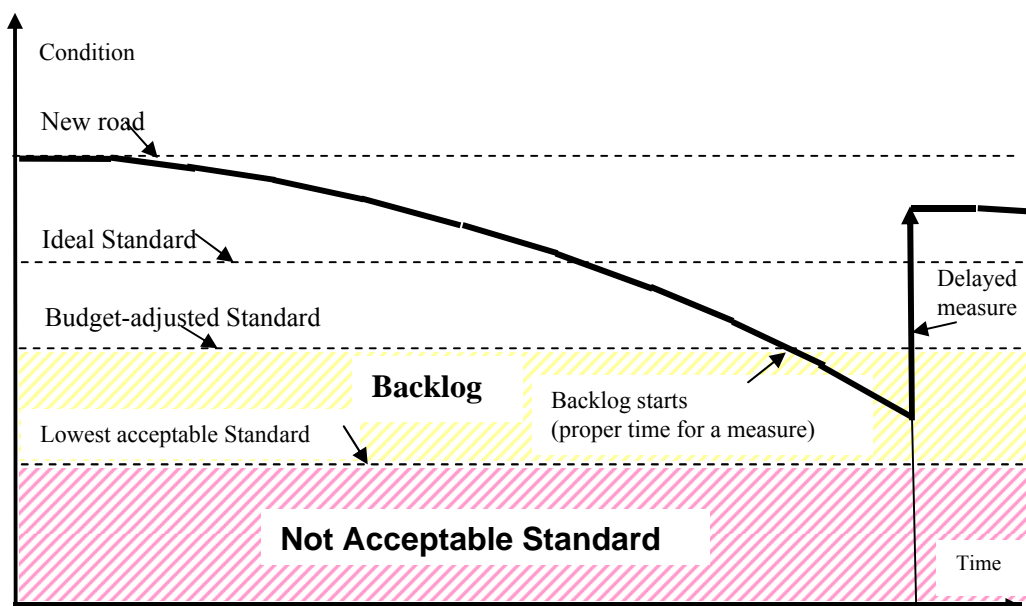 Condition
New road
Ideal Standard
Delayed
measure
Budget-adjusted Standard
Backlog
Backlog starts
(proper time for a measure)
Lowest acceptable Standard
Not Acceptable Standard
Time